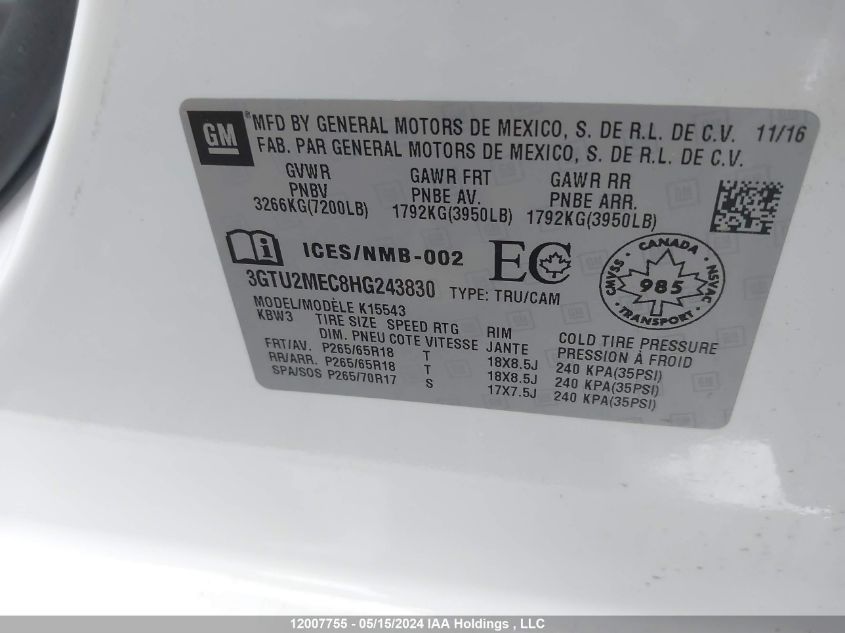 GM ® MFD BY GENERAL MOTORS DE MEXICO, S. DE R.L. DE C.V. 11/16
FAB. PAR GENERAL MOTORS DE MEXICO, S. DE R.L. DE C.V.
GVWR GAWR FRT GAWR RR
PNBV PNBE AV. PNBE ARR.
3266KG(7200LB) 1792KG(3950LB) 1792KG(3950LB)
i ICES/NMB-002 EC
CANADA
CMVSS 985 NSVAC
TRANSPORT
3GTU2MEC8HG243830 TYPE: TRU/CAM
MODEL/MODÈLE K15543
KBW3 TIRE SIZE SPEED RTG RIM COLD TIRE PRESSURE
DIM. PNEU COTE VITESSE JANTE PRESSION À FROID
FRT/AV. P265/65R18 T 18X8.5J 240 KPA(35PSI)
RR/ARR. P265/65R18 T 18X8.5J 240 KPA(35PSI)
SPA/SOS P265/70R17 S 17X7.5J 240 KPA(35PSI)
12007755 - 05/15/2024 IAA Holdings , LLC